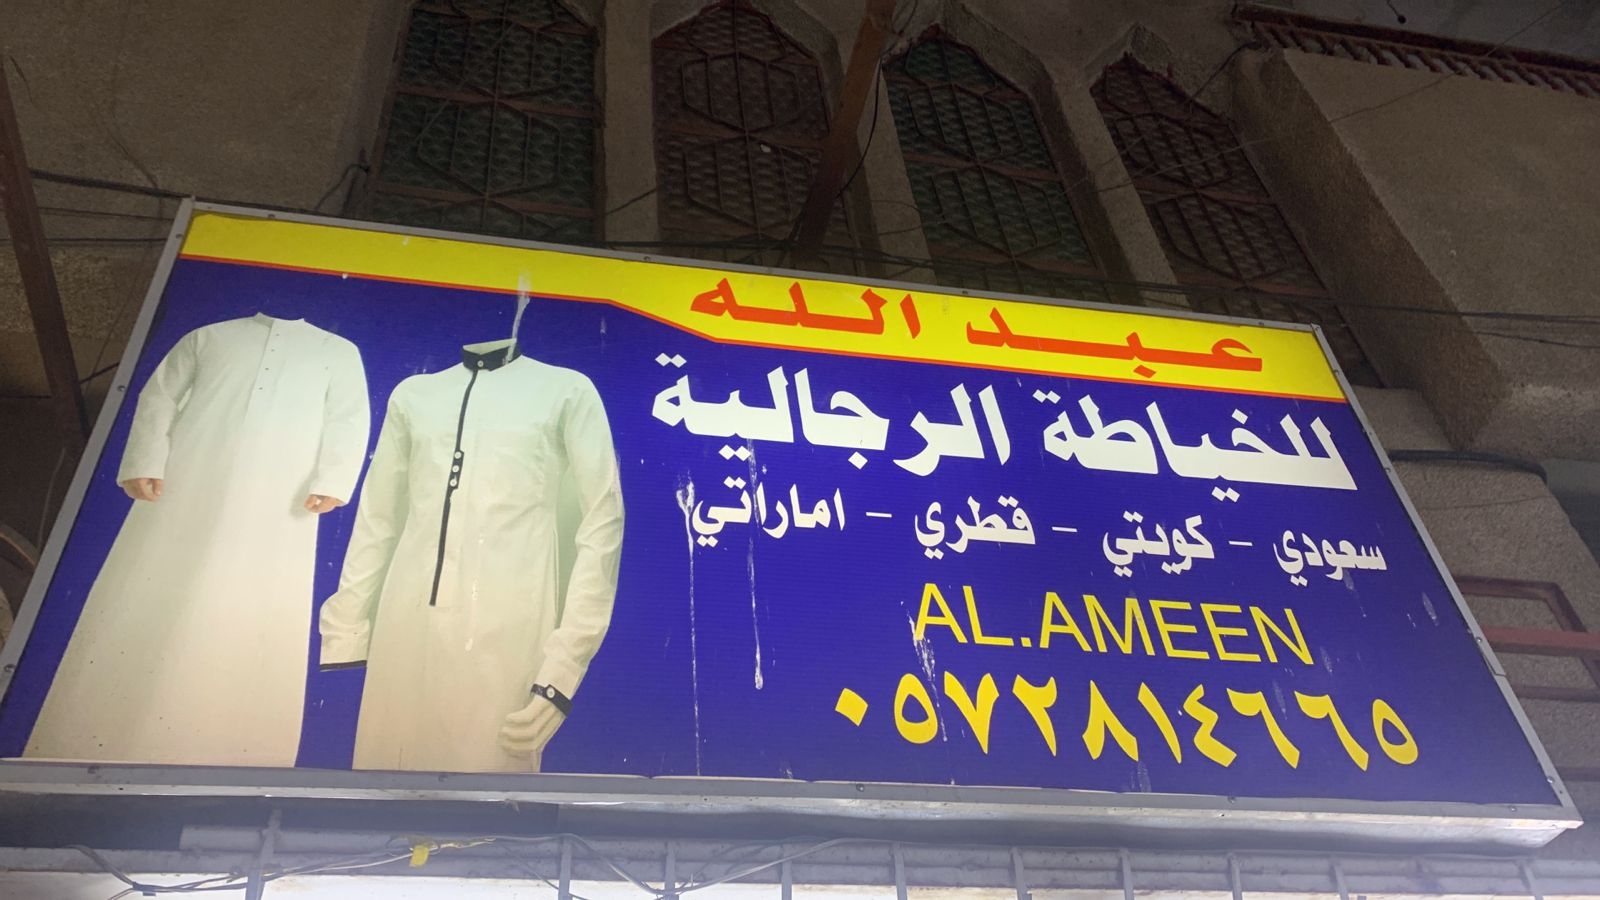 عبد الله
للخياطة الرجالية
سعودي - كويتي - قطري - اماراتي
AL.AMEEN
٠٥٧٢٨١٤٦٦٥